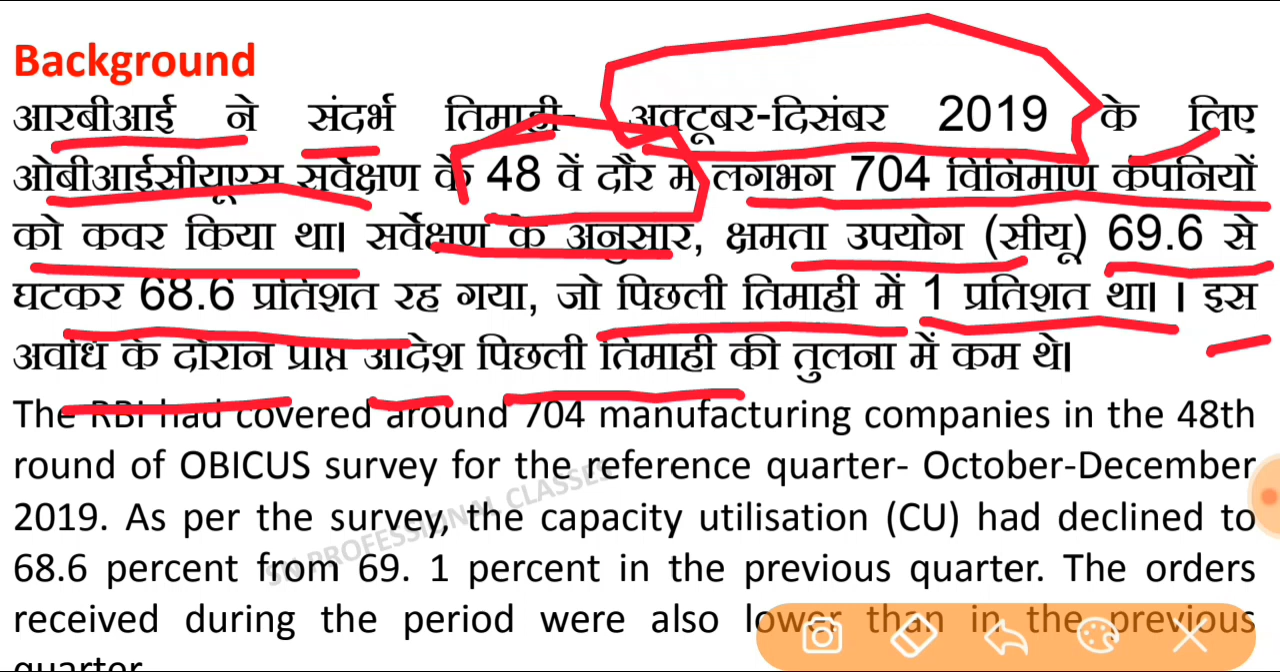 Background
आरबीआई ने संदर्भ तिमाही- अक्टूबर-दिसंबर 2019 के लिए
ओबीआईसीयूएस सर्वेक्षण के 48 वें दौर में लगभग 704 विनिर्माण कंपनियों
को कवर किया था। सर्वेक्षण के अनुसार, क्षमता उपयोग (सीयू) 69.6 से
घटकर 68.6 प्रतिशत रह गया, जो पिछली तिमाही में 1 प्रतिशत था। । इस
अवधि के दौरान प्राप्त आदेश पिछली तिमाही की तुलना में कम थे।
The RBI had covered around 704 manufacturing companies in the 48th
round of OBICUS survey for the reference quarter- October-December
2019. As per the survey, the capacity utilisation (CU) had declined to
68.6 percent from 69. 1 percent in the previous quarter. The orders
received during the period were also lower than in the previous
quarter.
PROFESSIONAL CLASSES